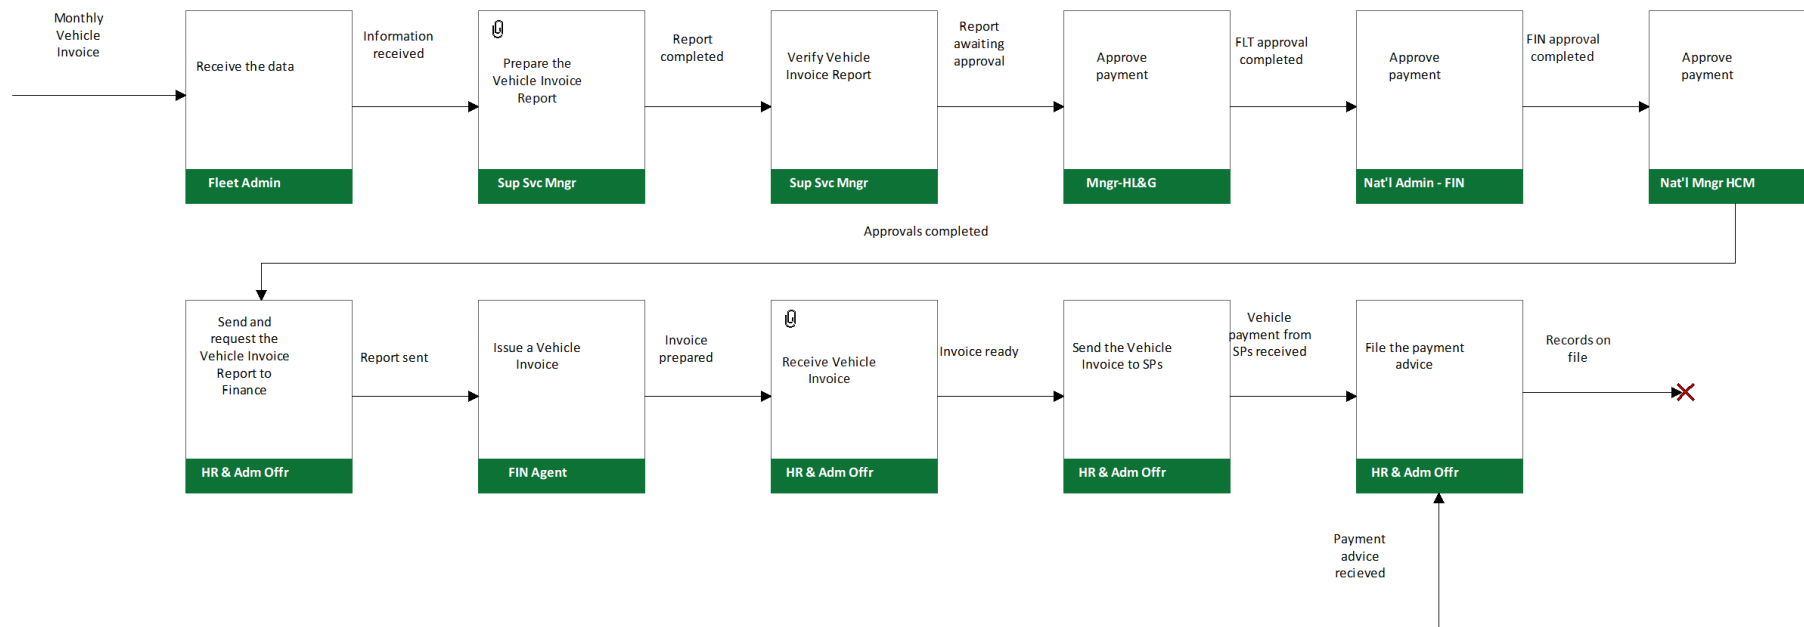 Monthly
Vehicle
Invoice
Receive the data
Fleet Admin
Information
received
Prepare the
Vehicle Invoice
Report
Sup Svc Mngr
Report
completed
Verify Vehicle
Invoice Report
Sup Svc Mngr
Report
awaiting
approval
Approve
payment
Mngr-HL&G
FLT approval
completed
Approve
payment
Nat'l Admin - FIN
FIN approval
completed
Approve
payment
Nat'l Mngr HCM
Approvals completed
Send and
request the
Vehicle Invoice
Report to
Finance
HR & Adm Offr
Report sent
Issue a Vehicle
Invoice
FIN Agent
Invoice
prepared
Receive Vehicle
Invoice
HR & Adm Offr
Invoice ready
Send the Vehicle
Invoice to SPs
HR & Adm Offr
Vehicle
payment from
SPs received
File the payment
advice
HR & Adm Offr
Records on
file
Payment
advice
recieved